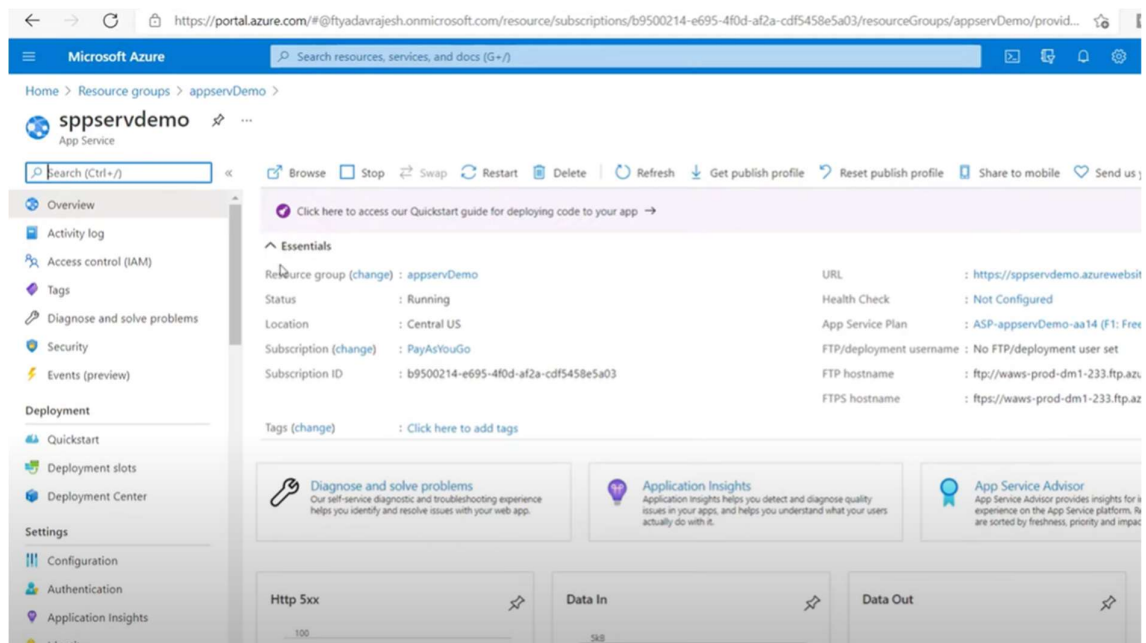 https://portal.azure.com/#@ftyadavrajesh.onmicrosoft.com/resource/subscriptions/b9500214-e695-4f0d-af2a-cdf5458e5a03/resourceGroups/appservDemo/provid...
Microsoft Azure
Search resources, services, and docs (G+/)
Home > Resource groups > appservDemo >
sppservdemo ...
App Service
Search (Ctrl+/) «
Browse Stop Swap Restart Delete Refresh Get publish profile Reset publish profile Share to mobile Send us
Overview
Activity log
Access control (IAM)
Tags
Diagnose and solve problems
Security
Events (preview)
Deployment
Quickstart
Deployment slots
Deployment Center
Settings
Configuration
Authentication
Application Insights
Click here to access our Quickstart guide for deploying code to your app →
Essentials
Resource group (change) : appservDemo
Status : Running
Location : Central US
Subscription (change) : PayAsYouGo
Subscription ID : b9500214-e695-4f0d-af2a-cdf5458e5a03
Tags (change) : Click here to add tags
URL : https://sppservdemo.azurewebsit
Health Check : Not Configured
App Service Plan : ASP-appservDemo-aa14 (F1: Free
FTP/deployment username : No FTP/deployment user set
FTP hostname : ftp://waws-prod-dm1-233.ftp.azu
FTPS hostname : ftps://waws-prod-dm1-233.ftp.az
Diagnose and solve problems
Our self-service diagnostic and troubleshooting experience
helps you identify and resolve issues with your web app.
Application Insights
Application Insights helps you detect and diagnose quality
issues in your apps, and helps you understand what your users
actually do with it.
App Service Advisor
App Service Advisor provides insights for
experience on the App Service platform.
are sorted by freshness, priority and impac
Http 5xx
100
Data In
5kB
Data Out